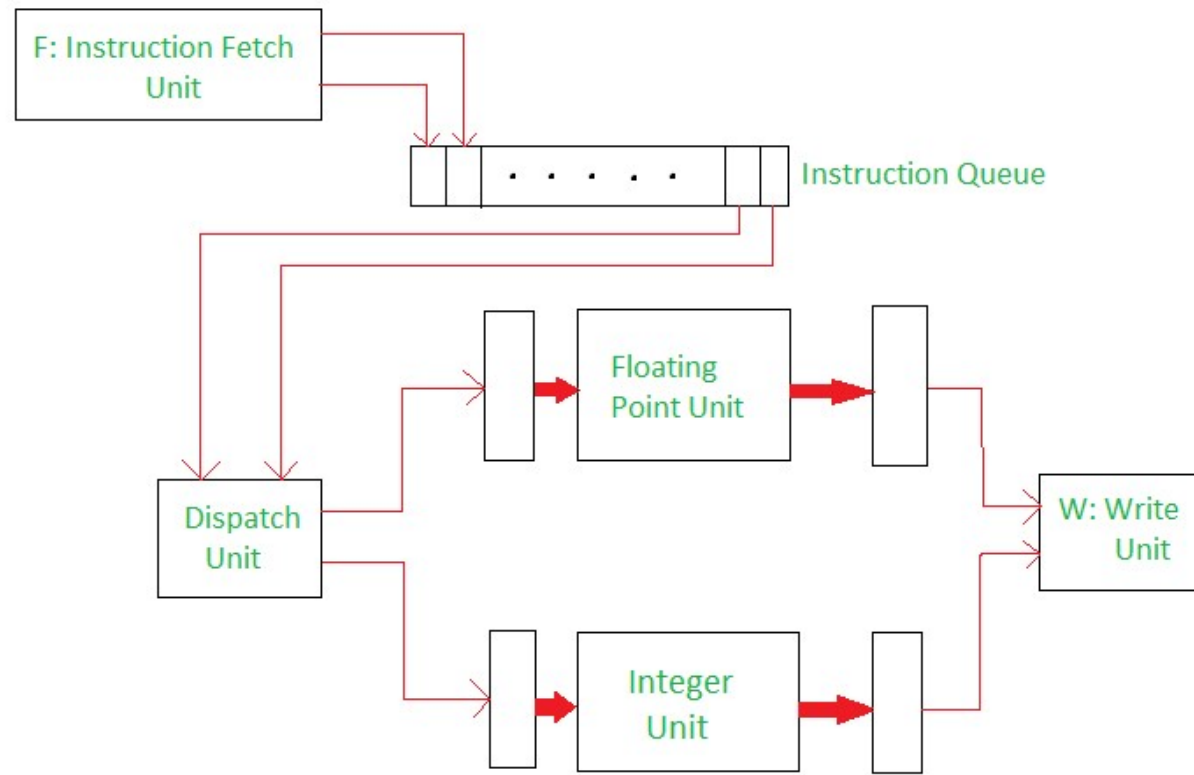 F: Instruction Fetch
Unit
Instruction Queue
Floating
Point Unit
Dispatch
Unit
W: Write
Unit
Integer
Unit